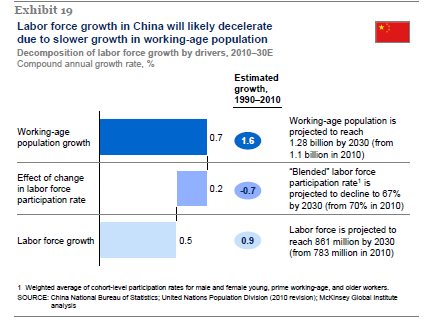 Exhibit 19
Labor force growth in China will likely decelerate
due to slower growth in working-age population
Decomposition of labor force growth by drivers, 2010–30E
Compound annual growth rate, %
Estimated
growth,
1990–2010
Working-age
population growth
0.7
1.6
Working-age population is
projected to reach
1.28 billion by 2030 (from
1.1 billion in 2010)
Effect of change
in labor force
participation rate
0.2
-0.7
"Blended" labor force
participation rate¹ is
projected to decline to 67%
by 2030 (from 70% in 2010)
Labor force growth
0.5
0.9
Labor force is projected to
reach 861 million by 2030
(from 783 million in 2010)
1 Weighted average of cohort-level participation rates for male and female young, prime working-age, and older workers.
SOURCE: China National Bureau of Statistics; United Nations Population Division (2010 revision); McKinsey Global Institute
analysis